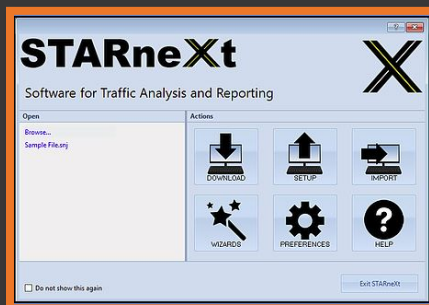 STARneXt
Software for Traffic Analysis and Reporting
Open
Actions
Browse...
Sample File.snj
DOWNLOAD
SETUP
IMPORT
WIZARDS
PREFERENCES
HELP
Do not show this again
Exit STARneXt